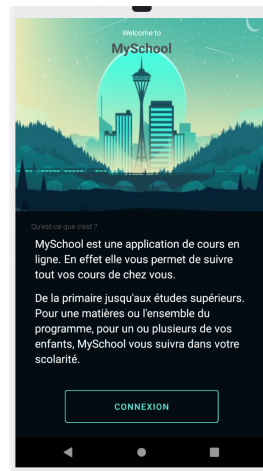 Welcome to
MySchool
Qu'est-ce que c'est ?
MySchool est une application de cours en
ligne. En effet elle vous permet de suivre
tout vos cours de chez vous.
De la primaire jusqu'aux études supérieurs.
Pour une matières ou l'ensemble du
programme, pour un ou plusieurs de vos
enfants, MySchool vous suivra dans votre
scolarité.
CONNEXION